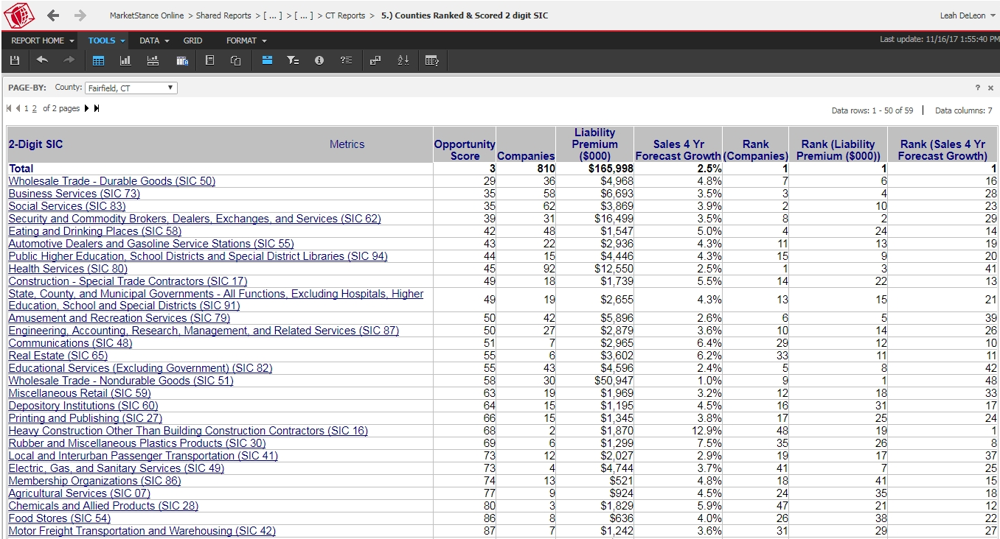 MarketStance Online > Shared Reports > [ ... ] > [ ... ] > CT Reports > 5.) Counties Ranked & Scored 2 digit SIC
Leah DeLeon
REPORT HOME TOOLS DATA GRID FORMAT
Last update: 11/16/17 1:55:40 PM
PAGE-BY: County: Fairfield, CT
? ×
1 2 of 2 pages
Data rows: 1 - 50 of 59 | Data columns: 7
2-Digit SIC Metrics Opportunity Score Companies Liability Premium ($000) Sales 4 Yr Forecast Growth Rank (Companies) Rank (Liability Premium ($000)) Rank (Sales 4 Yr Forecast Growth)
Total 3 810 $165,998 2.5% 1 1 1
Wholesale Trade - Durable Goods (SIC 50) 29 36 $4,968 4.8% 7 6 16
Business Services (SIC 73) 35 58 $6,693 3.5% 3 4 28
Social Services (SIC 83) 35 62 $3,869 3.9% 2 10 23
Security and Commodity Brokers, Dealers, Exchanges, and Services (SIC 62) 39 31 $16,499 3.5% 8 2 29
Eating and Drinking Places (SIC 58) 42 48 $1,547 5.0% 4 24 14
Automotive Dealers and Gasoline Service Stations (SIC 55) 43 22 $2,936 4.3% 11 13 19
Public Higher Education, School Districts and Special District Libraries (SIC 94) 44 15 $4,446 4.3% 15 9 20
Health Services (SIC 80) 45 92 $12,550 2.5% 1 3 41
Construction - Special Trade Contractors (SIC 17) 49 18 $1,739 5.5% 14 22 13
State, County, and Municipal Governments - All Functions, Excluding Hospitals, Higher
Education, School and Special Districts (SIC 91) 49 19 $2,655 4.3% 13 15 21
Amusement and Recreation Services (SIC 79) 50 42 $5,896 2.6% 6 5 39
Engineering, Accounting, Research, Management, and Related Services (SIC 87) 50 27 $2,879 3.6% 10 14 26
Communications (SIC 48) 51 7 $2,965 6.4% 29 12 10
Real Estate (SIC 65) 55 6 $3,602 6.2% 33 11 11
Educational Services (Excluding Government) (SIC 82) 55 43 $4,596 2.4% 5 8 42
Wholesale Trade - Nondurable Goods (SIC 51) 58 30 $50,947 1.0% 9 1 48
Miscellaneous Retail (SIC 59) 63 19 $1,969 3.2% 12 18 33
Depository Institutions (SIC 60) 64 15 $1,195 4.5% 16 31 17
Printing and Publishing (SIC 27) 66 15 $1,345 3.8% 17 25 24
Heavy Construction Other Than Building Construction Contractors (SIC 16) 68 2 $1,870 12.9% 48 19 1
Rubber and Miscellaneous Plastics Products (SIC 30) 69 6 $1,299 7.5% 35 26 8
Local and Interurban Passenger Transportation (SIC 41) 73 12 $2,027 2.9% 19 17 37
Electric, Gas, and Sanitary Services (SIC 49) 73 4 $4,744 3.7% 41 7 25
Membership Organizations (SIC 86) 74 13 $521 4.8% 18 41 15
Agricultural Services (SIC 07) 77 9 $924 4.5% 24 35 18
Chemicals and Allied Products (SIC 28) 80 3 $1,829 5.9% 47 21 12
Food Stores (SIC 54) 86 8 $636 4.0% 26 38 22
Motor Freight Transportation and Warehousing (SIC 42) 87 7 $1,242 3.6% 31 29 27